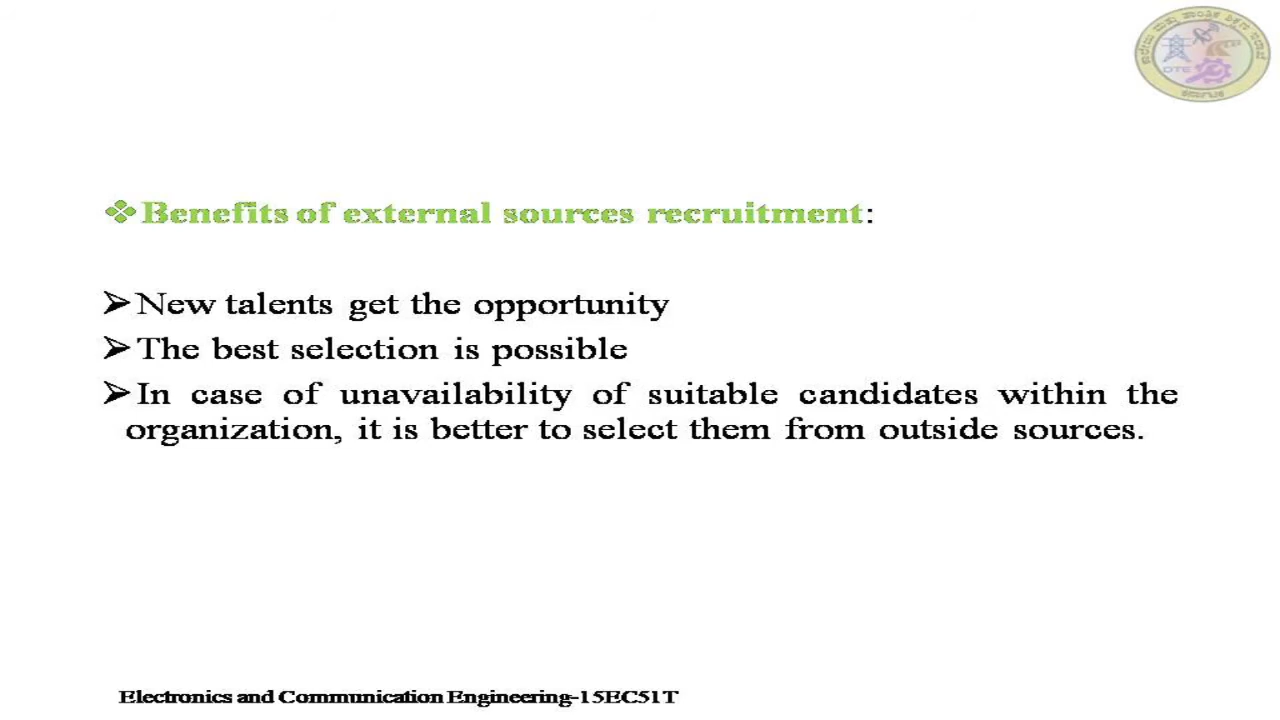 DTE
❖Benefits of external sources recruitment:
➢New talents get the opportunity
➢The best selection is possible
➢In case of unavailability of suitable candidates within the
organization, it is better to select them from outside sources.
Electronics and Communication Engineering-15EC51T